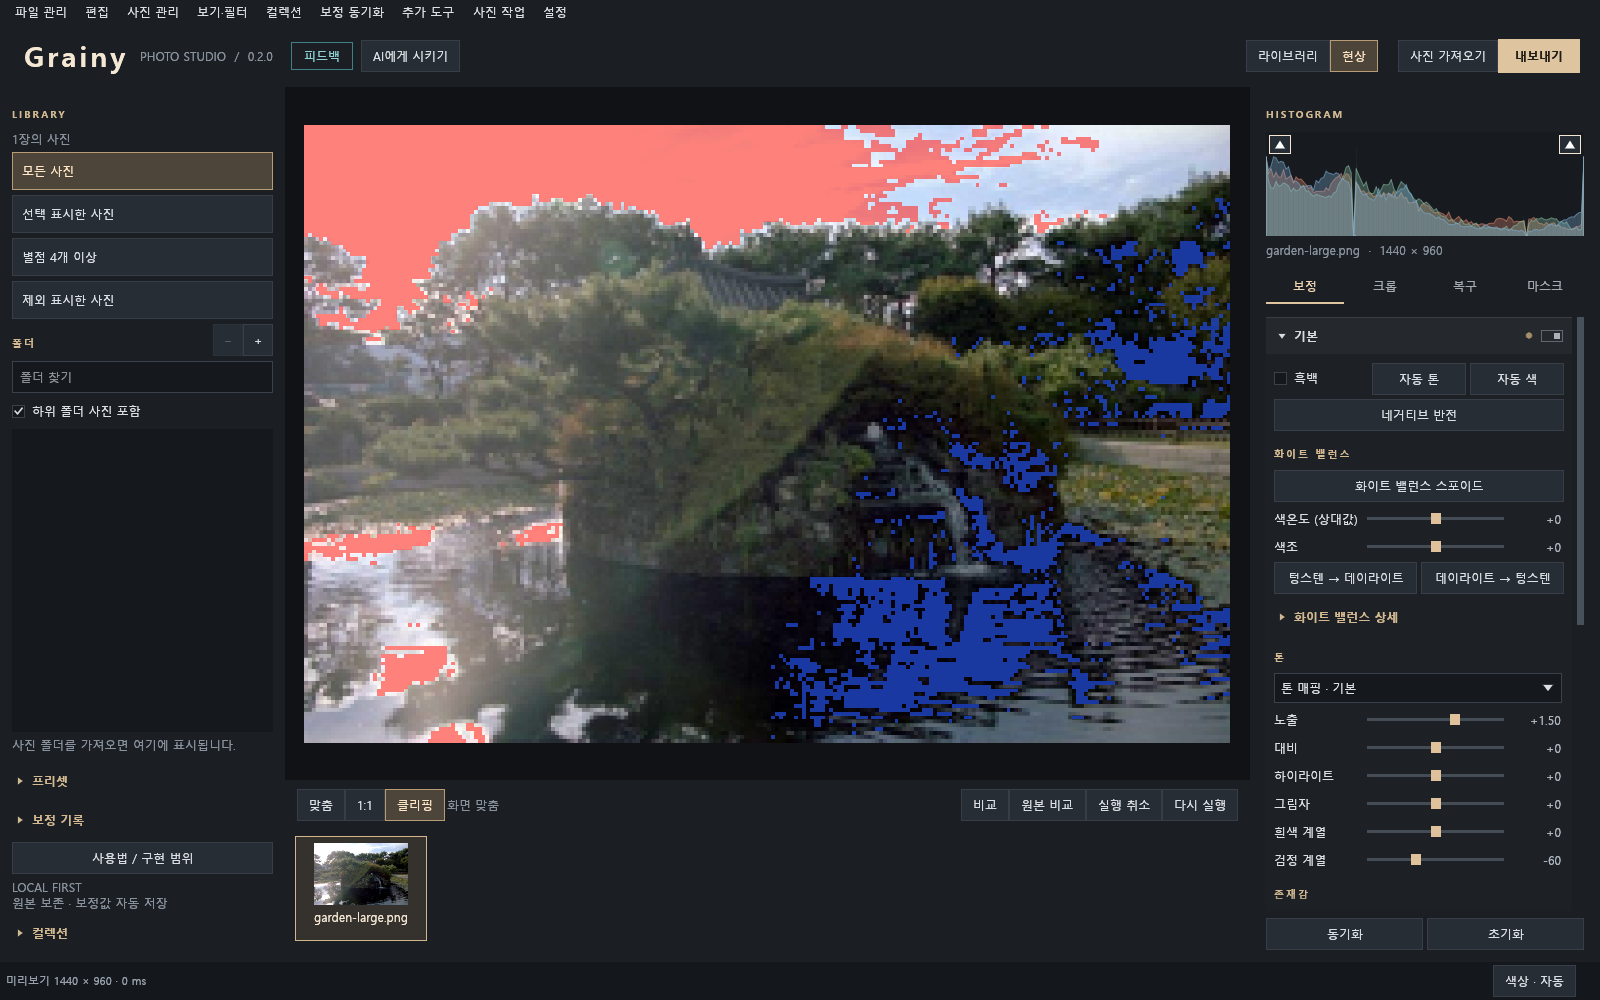 파일 관리 편집 사진 관리 보기·필터 컬렉션 보정 동기화 추가 도구 사진 작업 설정
Grainy PHOTO STUDIO / 0.2.0 피드백 AI에게 시키기 라이브러리 현상 사진 가져오기 내보내기
LIBRARY
1장의 사진
모든 사진
선택 표시한 사진
별점 4개 이상
제외 표시한 사진
폴더 − +
폴더 찾기
하위 폴더 사진 포함
사진 폴더를 가져오면 여기에 표시됩니다.
프리셋
보정 기록
사용법 / 구현 범위
LOCAL FIRST
원본 보존 · 보정값 자동 저장
컬렉션
맞춤 1:1 클리핑 화면 맞춤 비교 원본 비교 실행 취소 다시 실행
garden-large.png
HISTOGRAM
garden-large.png · 1440 × 960
보정 크롭 복구 마스크
기본
흑백 자동 톤 자동 색
네거티브 반전
화이트 밸런스
화이트 밸런스 스포이드
색온도 (상대값) +0
색조 +0
텅스텐 → 데이라이트 데이라이트 → 텅스텐
화이트 밸런스 상세
톤
톤 매핑 · 기본
노출 +1.50
대비 +0
하이라이트 +0
그림자 +0
흰색 계열 +0
검정 계열 -60
존재감
동기화 초기화
미리보기 1440 × 960 · 0 ms 색상 · 자동